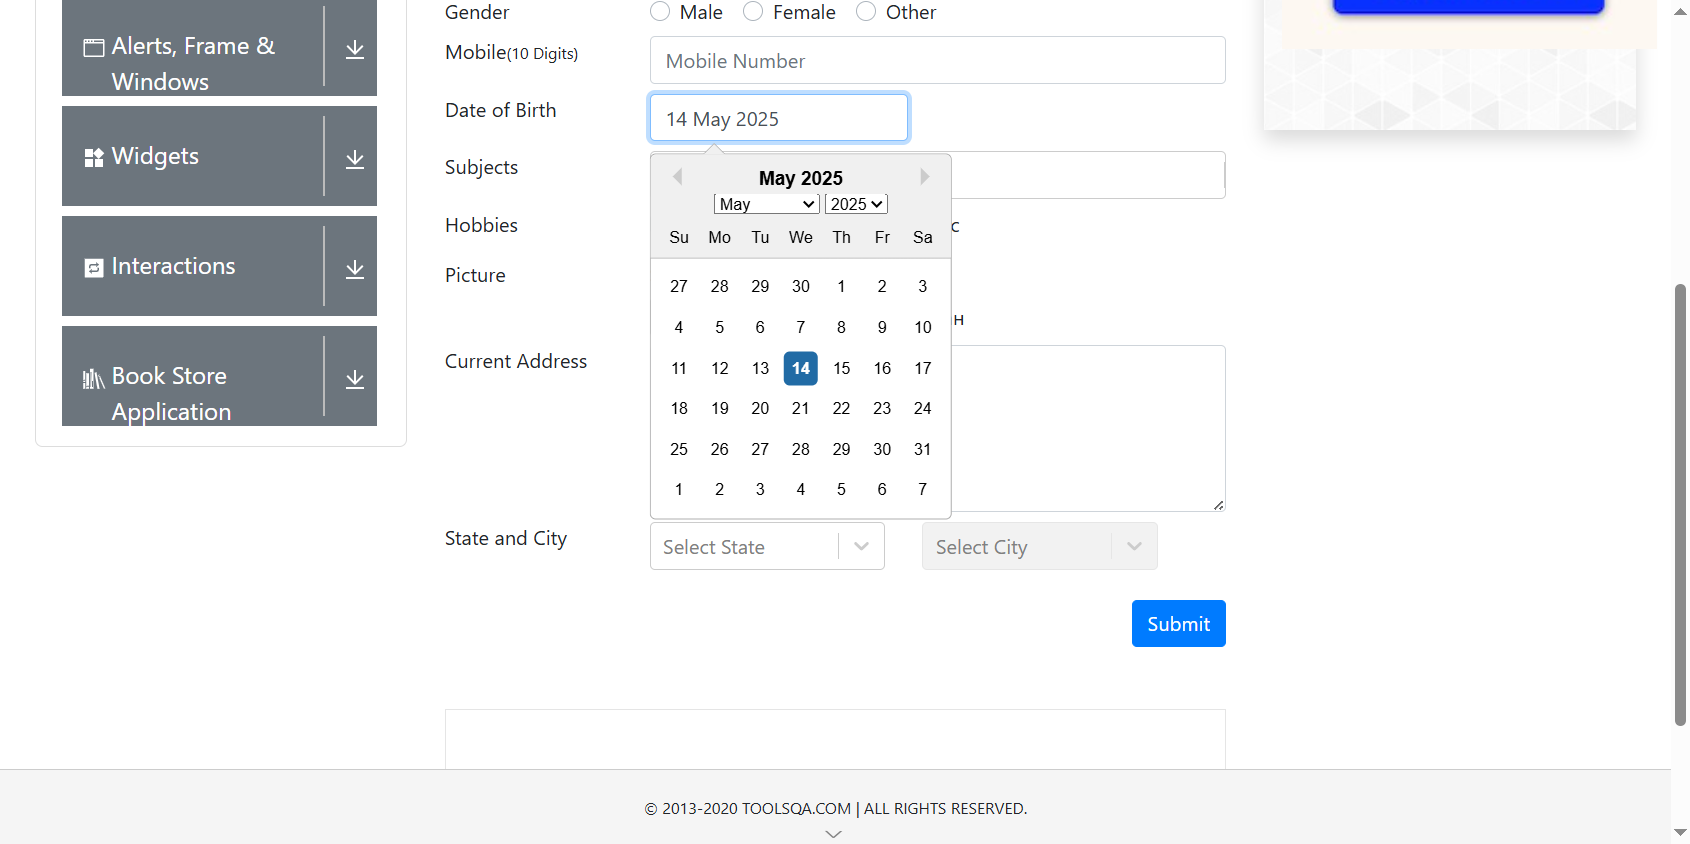 Alerts, Frame &
Windows
Widgets
Interactions
Book Store
Application
Gender
Male
Female
Other
Mobile(10 Digits)
Mobile Number
Date of Birth
14 May 2025
May 2025
May
2025
Su Mo Tu We Th Fr Sa
27 28 29 30 1 2 3
4 5 6 7 8 9 10
11 12 13 14 15 16 17
18 19 20 21 22 23 24
25 26 27 28 29 30 31
1 2 3 4 5 6 7
Subjects
Hobbies
c
Picture
H
Current Address
State and City
Select State
Select City
Submit
© 2013-2020 TOOLSQA.COM | ALL RIGHTS RESERVED.